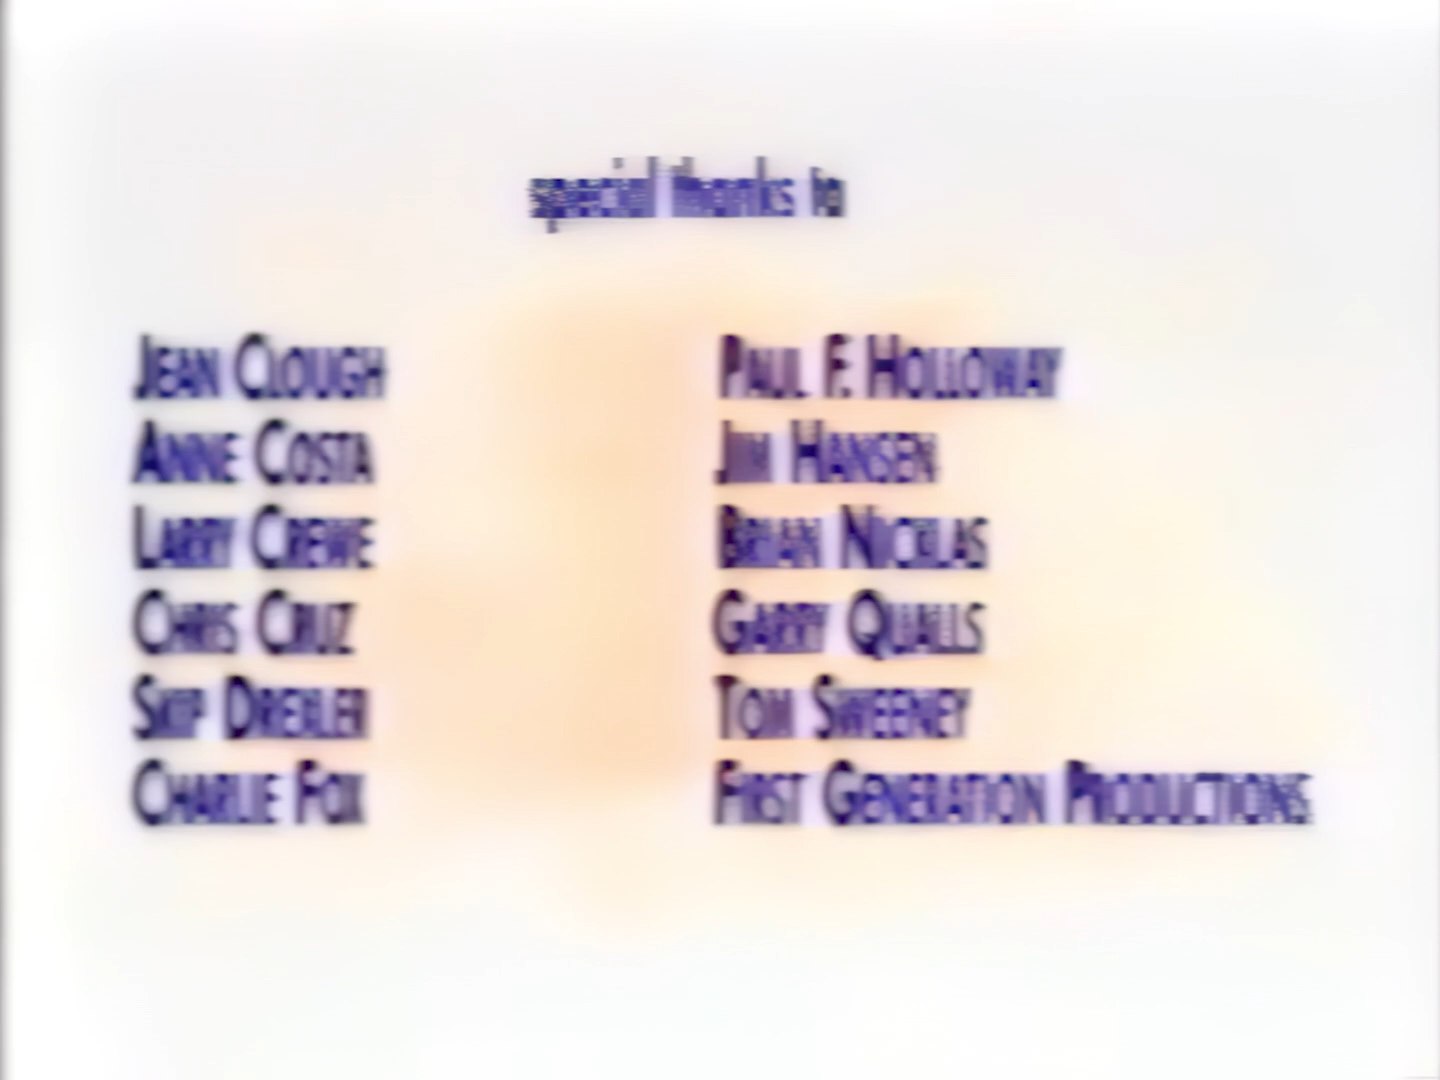 special thanks to
JEAN CLOUGH
ANNE COSTA
LARRY CREWE
CHRIS CRUZ
SKIP DREXLER
CHARLIE FOX
PAUL F. HOLLOWAY
JIM HANSEN
BRIAN NICKLAS
GARRY QUALLS
TOM SWEENEY
FIRST GENERATION PRODUCTIONS